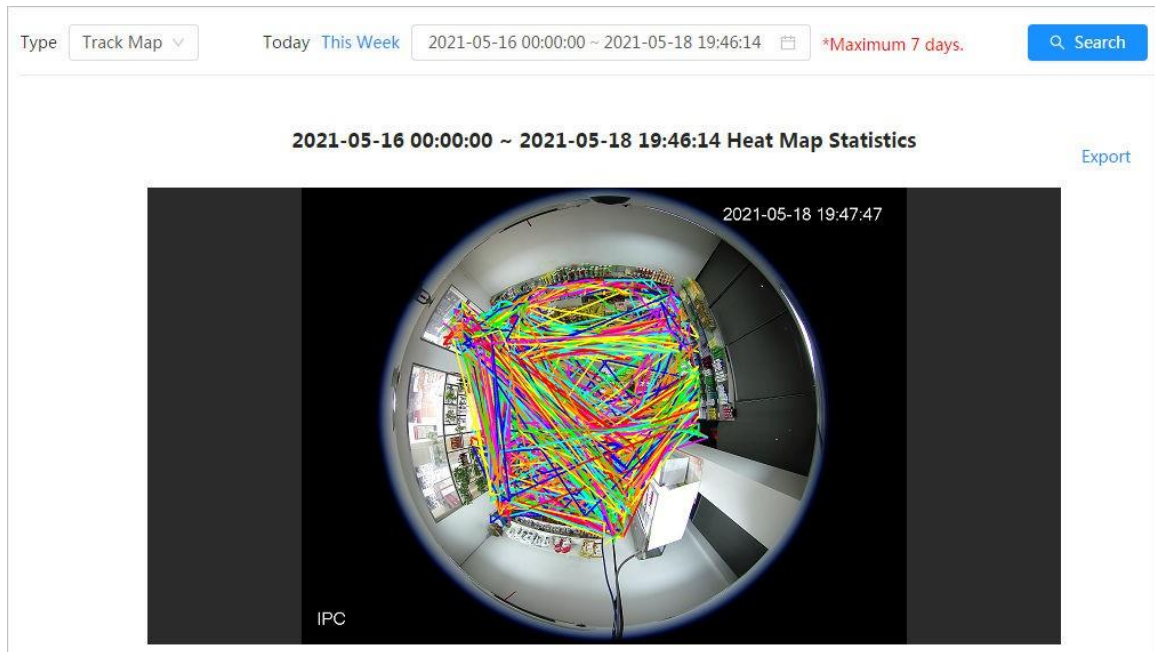 Type Track Map Today This Week 2021-05-16 00:00:00 ~ 2021-05-18 19:46:14 *Maximum 7 days. Search
2021-05-16 00:00:00 ~ 2021-05-18 19:46:14 Heat Map Statistics
Export
2021-05-18 19:47:47
IPC